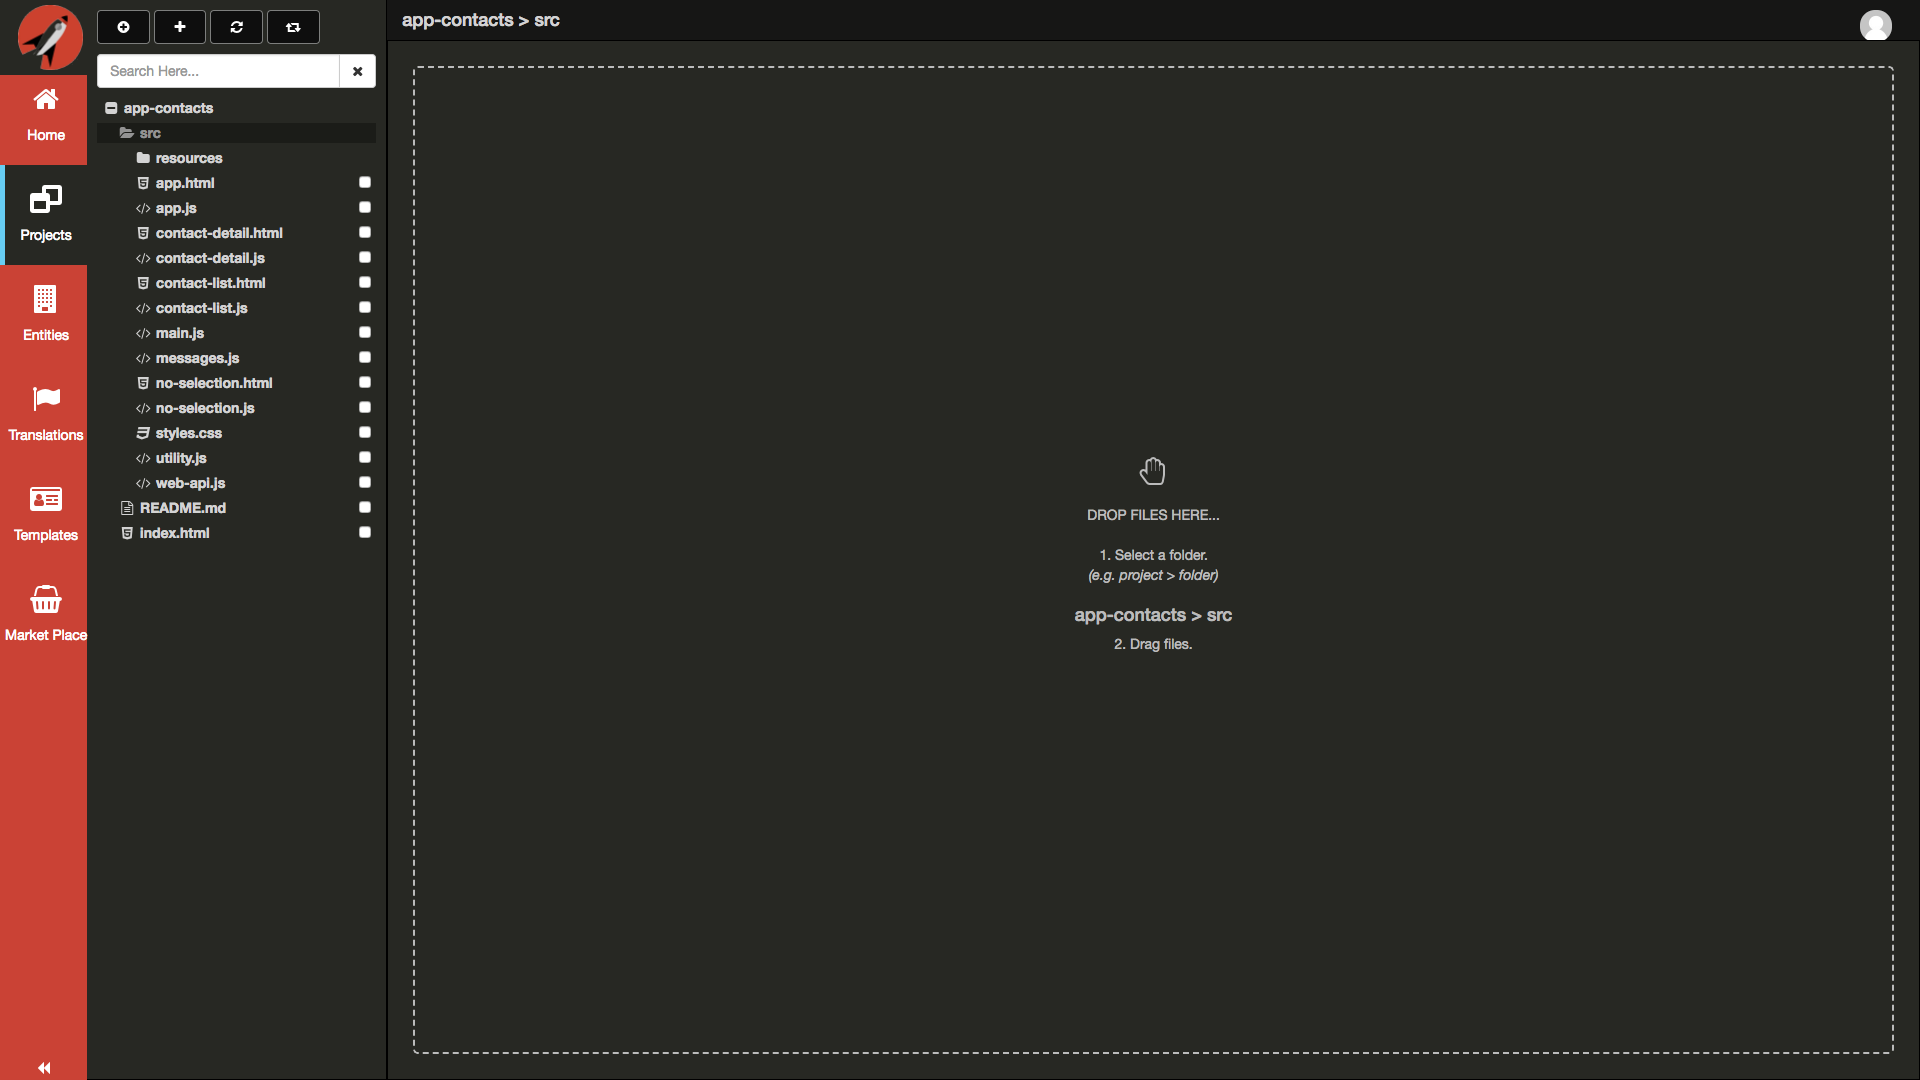 app-contacts > src
Search Here...
Home
Projects
Entities
Translations
Templates
Market Place
app-contacts
src
resources
app.html
app.js
contact-detail.html
contact-detail.js
contact-list.html
contact-list.js
main.js
messages.js
no-selection.html
no-selection.js
styles.css
utility.js
web-api.js
README.md
index.html
DROP FILES HERE...
1. Select a folder.
(e.g. project > folder)
app-contacts > src
2. Drag files.